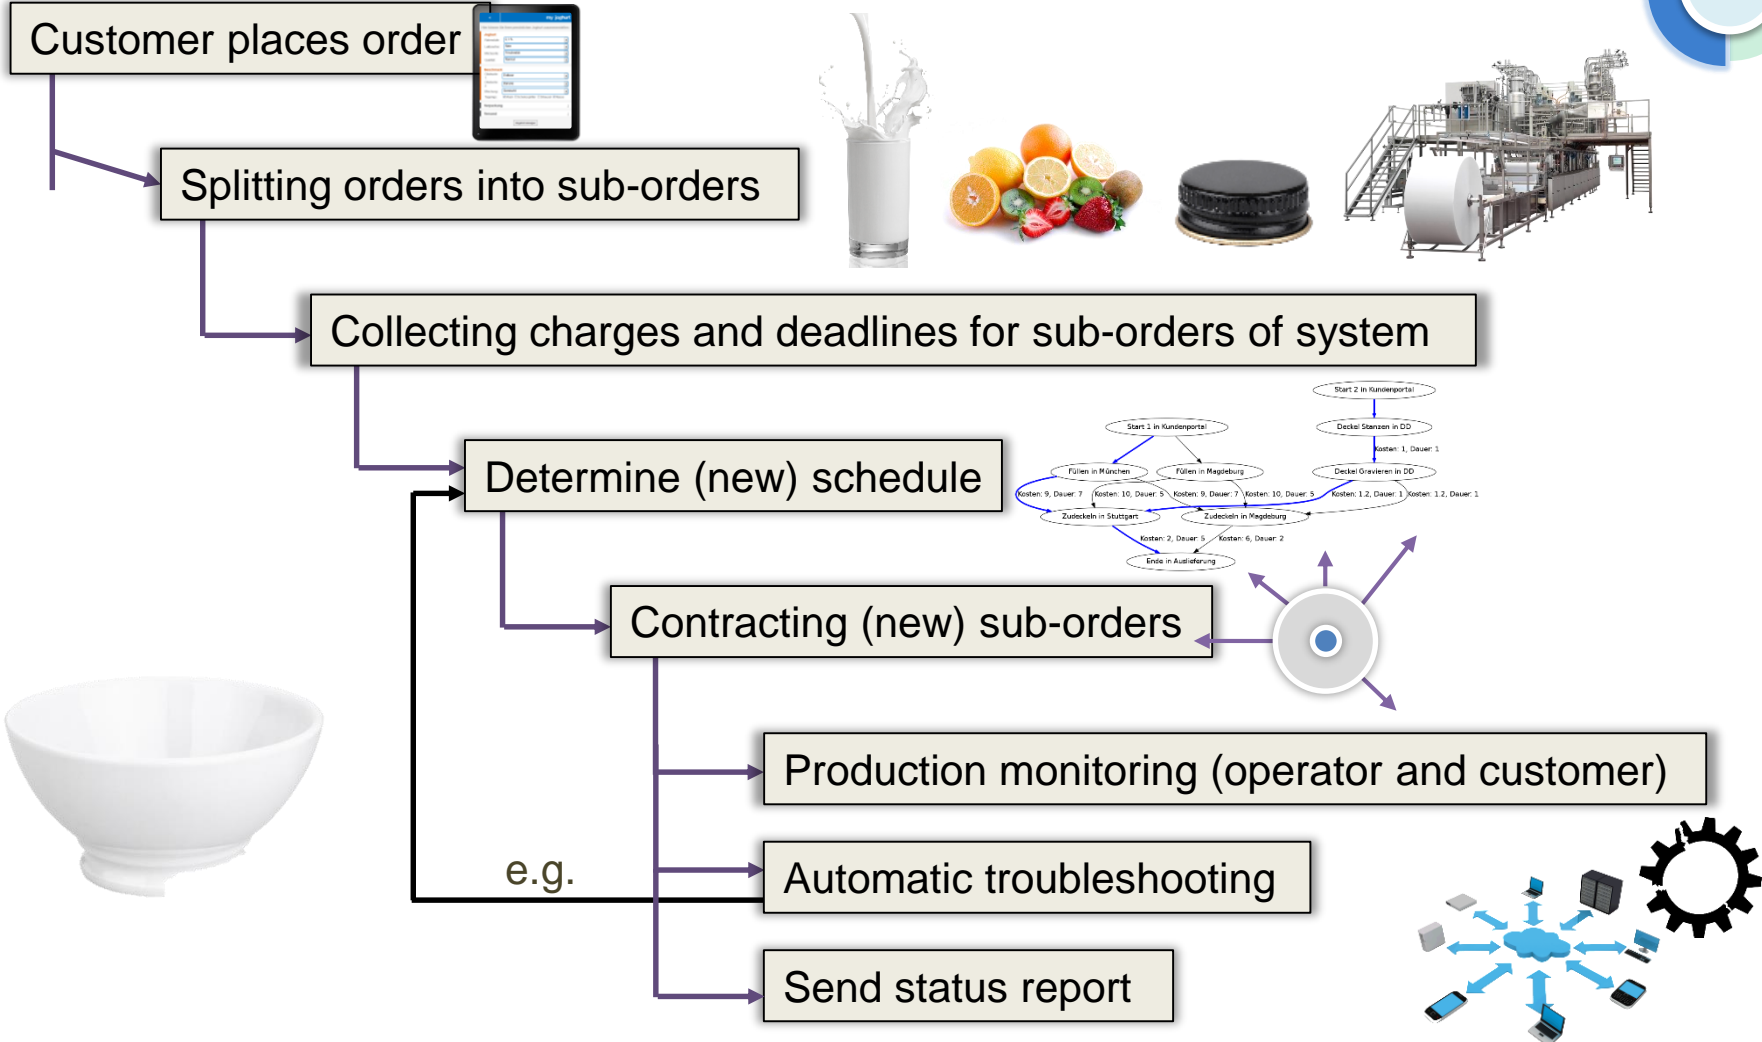 Customer places order
my joghurt
Splitting orders into sub-orders
Collecting charges and deadlines for sub-orders of system
Start 2 in Kundenportal
Start 1 in Kundenportal
Deckel Stanzen in DD
Kosten: 1, Dauer: 1
Determine (new) schedule
Füllen in München
Füllen in Magdeburg
Deckel Gravieren in DD
Kosten: 9, Dauer: 7
Kosten: 10, Dauer: 5
Kosten: 9, Dauer: 7
Kosten: 10, Dauer: 5
Kosten: 1.2, Dauer: 1
Kosten: 1.2, Dauer: 1
Zudeckeln in Stuttgart
Zudeckeln in Magdeburg
Kosten: 2, Dauer: 5
Kosten: 6, Dauer: 2
Ende in Auslieferung
Contracting (new) sub-orders
Production monitoring (operator and customer)
e.g.
Automatic troubleshooting
Send status report